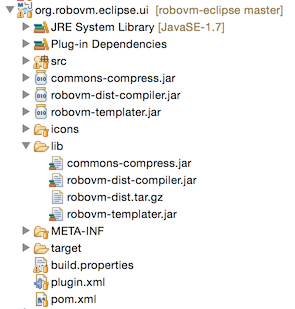 org.robovm.eclipse.ui [robovm-eclipse master]
JRE System Library [JavaSE-1.7]
Plug-in Dependencies
src
commons-compress.jar
robovm-dist-compiler.jar
robovm-templater.jar
icons
lib
commons-compress.jar
robovm-dist-compiler.jar
robovm-dist.tar.gz
robovm-templater.jar
META-INF
target
build.properties
plugin.xml
pom.xml